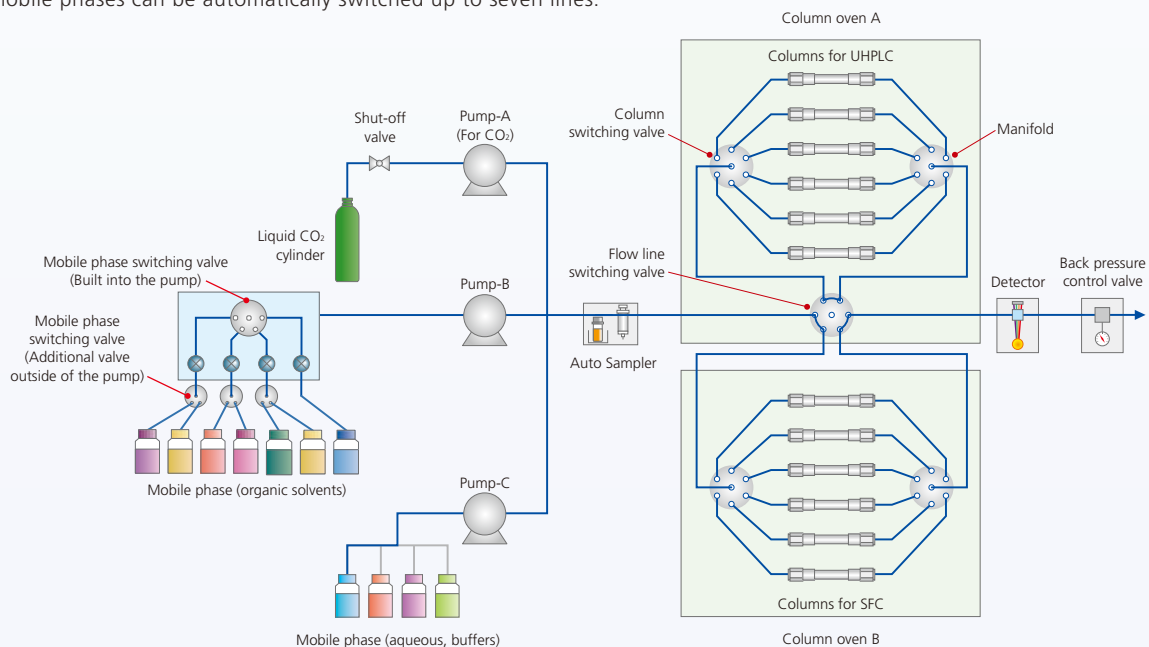 mobile phases can be automatically switched up to seven lines.
Column oven A
Columns for UHPLC
Column
switching valve
Manifold
Shut-off
valve
Pump-A
(For CO₂)
Liquid CO₂
cylinder
Flow line
switching valve
Mobile phase switching valve
(Built into the pump)
Pump-B
Detector
Back pressure
control valve
Mobile phase
switching valve
(Additional valve
outside of the pump)
Auto Sampler
Mobile phase (organic solvents)
Pump-C
Columns for SFC
Mobile phase (aqueous, buffers)
Column oven B